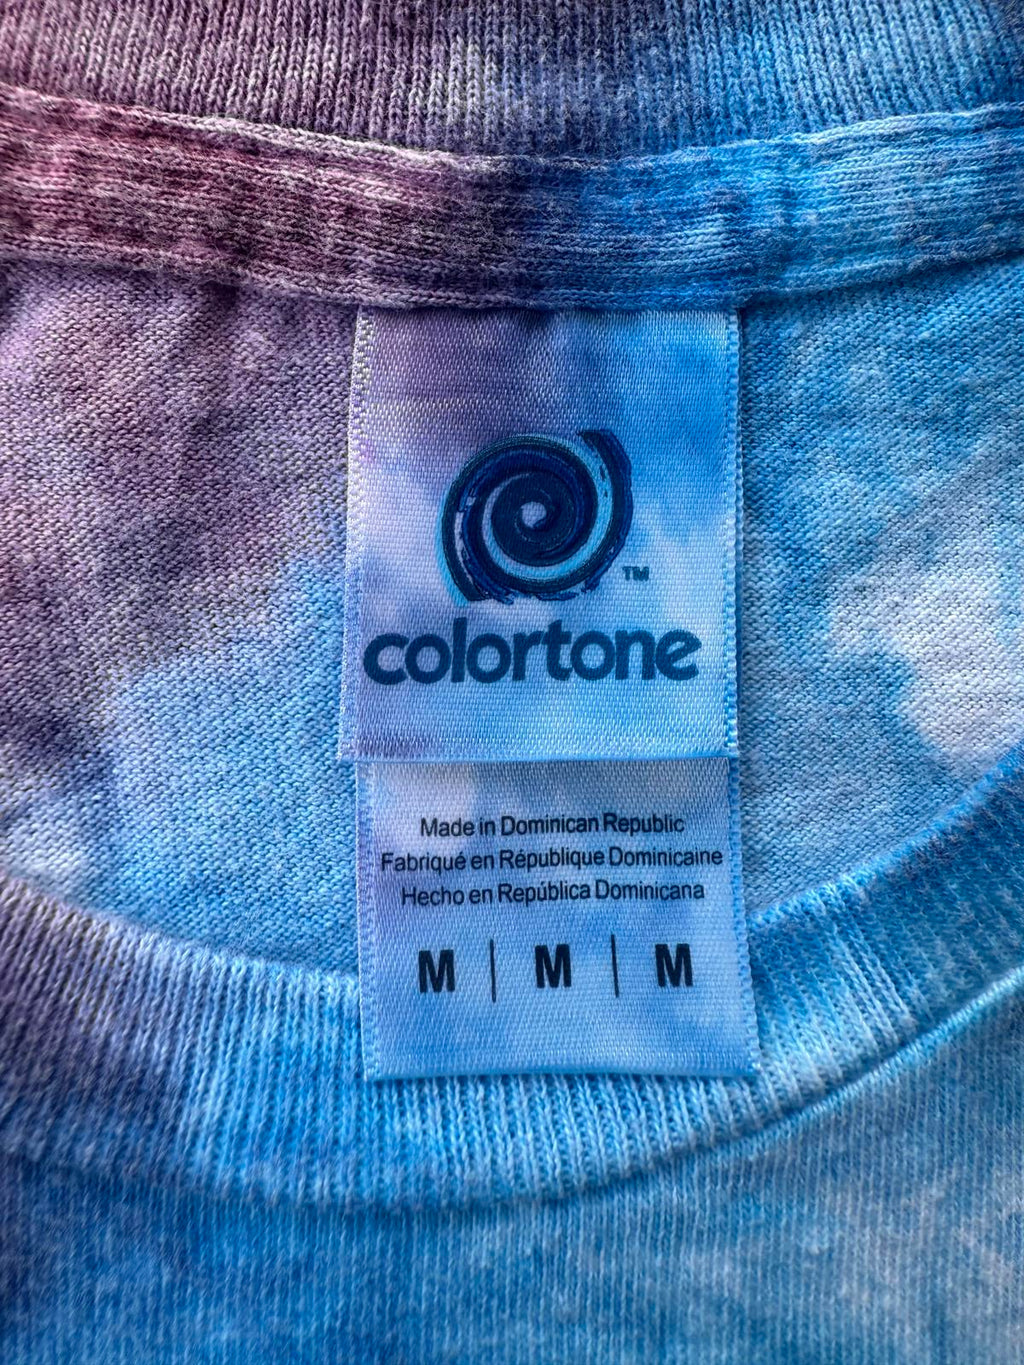 TM
colortone
Made in Dominican Republic
Fabriqué en République Dominicaine
Hecho en República Dominicana
M | M | M